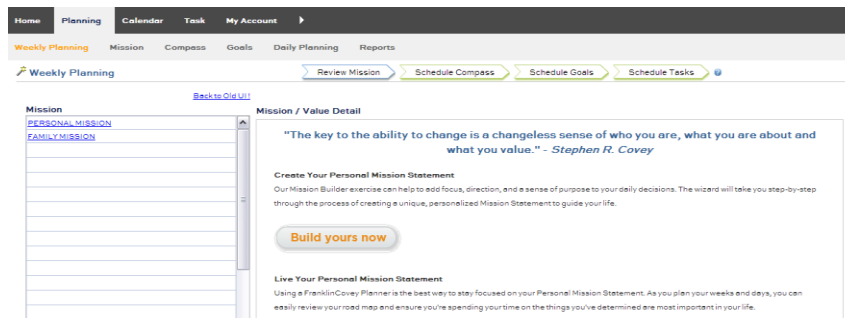 Home Planning Calendar Task My Account
Weekly Planning Mission Compass Goals Daily Planning Reports
Weekly Planning Review Mission Schedule Compass Schedule Goals Schedule Tasks
Back to Old UI!
Mission
PERSONAL MISSION
FAMILY MISSION
Mission / Value Detail
"The key to the ability to change is a changeless sense of who you are, what you are about and
what you value." - Stephen R. Covey
Create Your Personal Mission Statement
Our Mission Builder exercise can help to add focus, direction, and a sense of purpose to your daily decisions. The wizard will take you step-by-step
through the process of creating a unique, personalized Mission Statement to guide your life.
Build yours now
Live Your Personal Mission Statement
Using a FranklinCovey Planner is the best way to stay focused on your Personal Mission Statement. As you plan your weeks and days, you can
easily review your road map and ensure you're spending your time on the things you've determined are most important in your life.